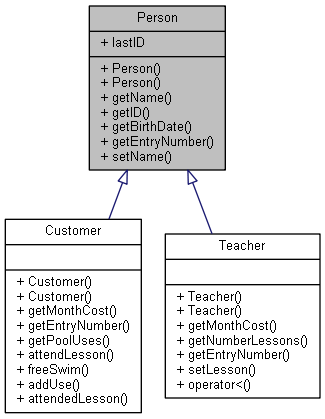 Person
+ lastID
+ Person()
+ Person()
+ getName()
+ getID()
+ getBirthDate()
+ getEntryNumber()
+ setName()
Customer
+ Customer()
+ Customer()
+ getMonthCost()
+ getEntryNumber()
+ getPoolUses()
+ attendLesson()
+ freeSwim()
+ addUse()
+ attendedLesson()
Teacher
+ Teacher()
+ Teacher()
+ getMonthCost()
+ getNumberLessons()
+ getEntryNumber()
+ setLesson()
+ operator<()